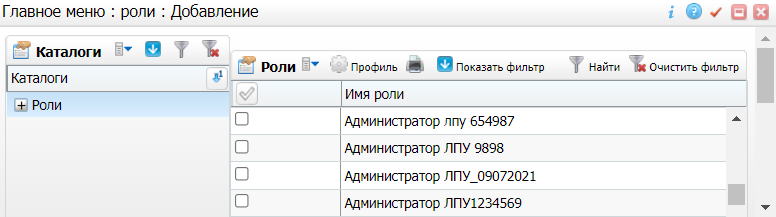 Главное меню : роли : Добавление
Каталоги
Каталоги
Роли
Роли Профиль Показать фильтр Найти Очистить фильтр
Имя роли
Администратор лпу 654987
Администратор ЛПУ 9898
Администратор ЛПУ_09072021
Администратор ЛПУ1234569